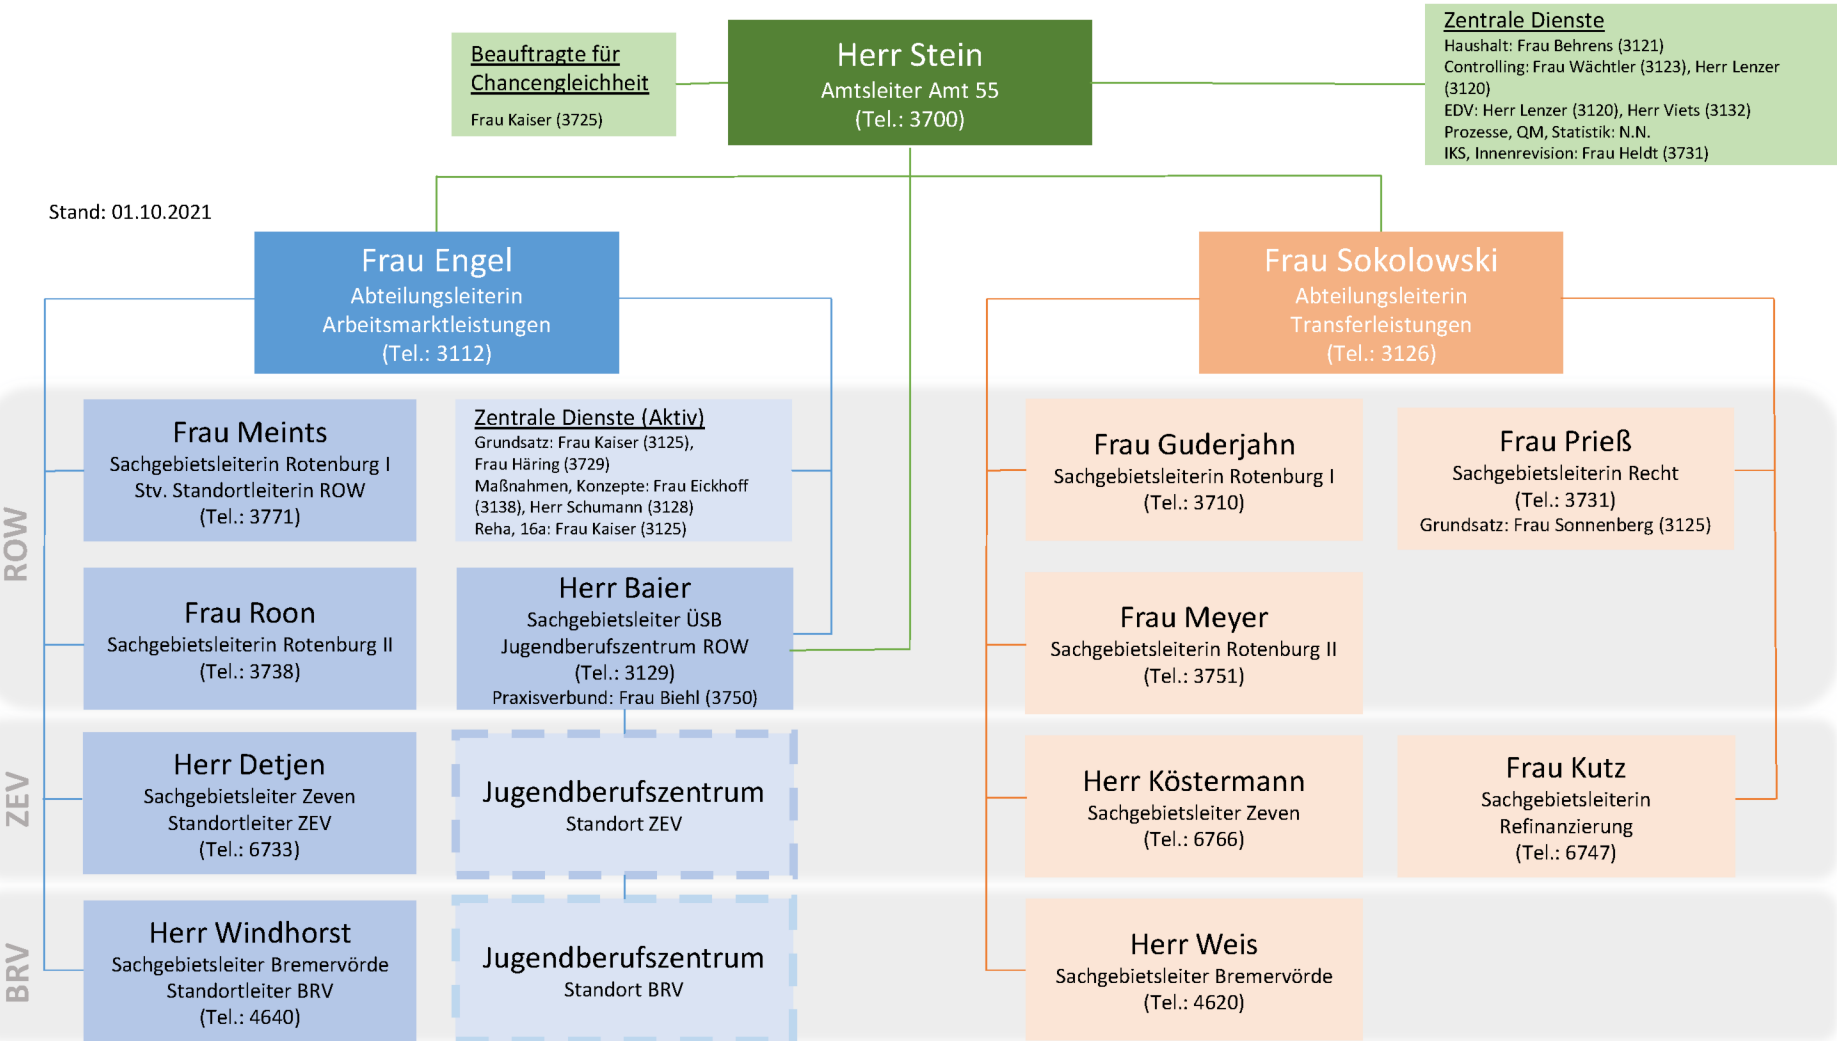 Beauftragte für
Chancengleichheit
Frau Kaiser (3725)
Herr Stein
Amtsleiter Amt 55
(Tel.: 3700)
Zentrale Dienste
Haushalt: Frau Behrens (3121)
Controlling: Frau Wächtler (3123), Herr Lenzer
(3120)
EDV: Herr Lenzer (3120), Herr Viets (3132)
Prozesse, QM, Statistik: N.N.
IKS, Innenrevision: Frau Heldt (3731)
Stand: 01.10.2021
Frau Engel
Abteilungsleiterin
Arbeitsmarktleistungen
(Tel.: 3112)
Frau Sokolowski
Abteilungsleiterin
Transferleistungen
(Tel.: 3126)
ROW
Frau Meints
Sachgebietsleiterin Rotenburg I
Stv. Standortleiterin ROW
(Tel.: 3771)
Zentrale Dienste (Aktiv)
Grundsatz: Frau Kaiser (3125),
Frau Häring (3729)
Maßnahmen, Konzepte: Frau Eickhoff
(3138), Herr Schumann (3128)
Reha, 16a: Frau Kaiser (3125)
Frau Guderjahn
Sachgebietsleiterin Rotenburg I
(Tel.: 3710)
Frau Prieß
Sachgebietsleiterin Recht
(Tel.: 3731)
Grundsatz: Frau Sonnenberg (3125)
Frau Roon
Sachgebietsleiterin Rotenburg II
(Tel.: 3738)
Herr Baier
Sachgebietsleiter ÜSB
Jugendberufszentrum ROW
(Tel.: 3129)
Praxisverbund: Frau Biehl (3750)
Frau Meyer
Sachgebietsleiterin Rotenburg II
(Tel.: 3751)
ZEV
Herr Detjen
Sachgebietsleiter Zeven
Standortleiter ZEV
(Tel.: 6733)
Jugendberufszentrum
Standort ZEV
Herr Köstermann
Sachgebietsleiter Zeven
(Tel.: 6766)
Frau Kutz
Sachgebietsleiterin
Refinanzierung
(Tel.: 6747)
BRV
Herr Windhorst
Sachgebietsleiter Bremervörde
Standortleiter BRV
(Tel.: 4640)
Jugendberufszentrum
Standort BRV
Herr Weis
Sachgebietsleiter Bremervörde
(Tel.: 4620)